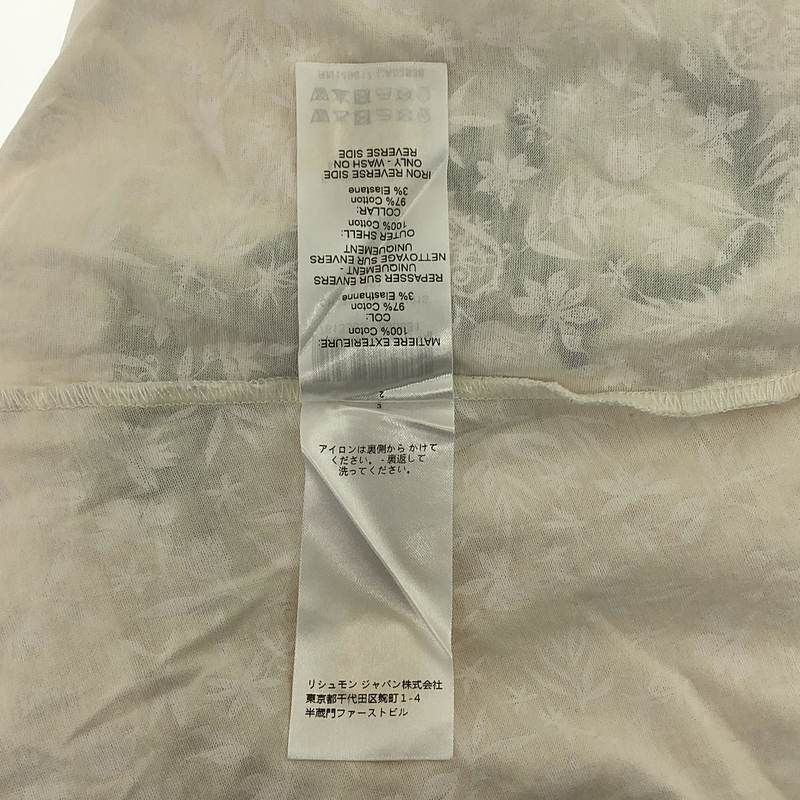 MATIERE EXTERIEURE:
100% Coton
COL:
97% Coton
3% Elasthanne
REPASSER SUR ENVERS
UNIQUEMENT -
NETTOYAGE SUR ENVERS
UNIQUEMENT
OUTER SHELL:
100% Cotton
COLLAR:
97% Cotton
3% Elastane
IRON REVERSE SIDE
ONLY - WASH ON
REVERSE SIDE
アイロンは裏側から かけて
ください。 - 裏返して
洗ってください。
リシュモン ジャパン株式会社
東京都千代田区麹町１-４
半蔵門ファーストビル